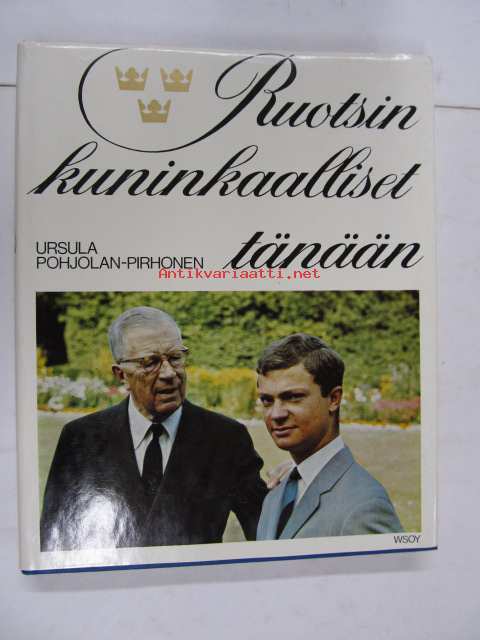 Ruotsin
kuninkaalliset
tänään
URSULA
POHJOLAN-PIRHONEN
Antikvariaatti.net
WSOY